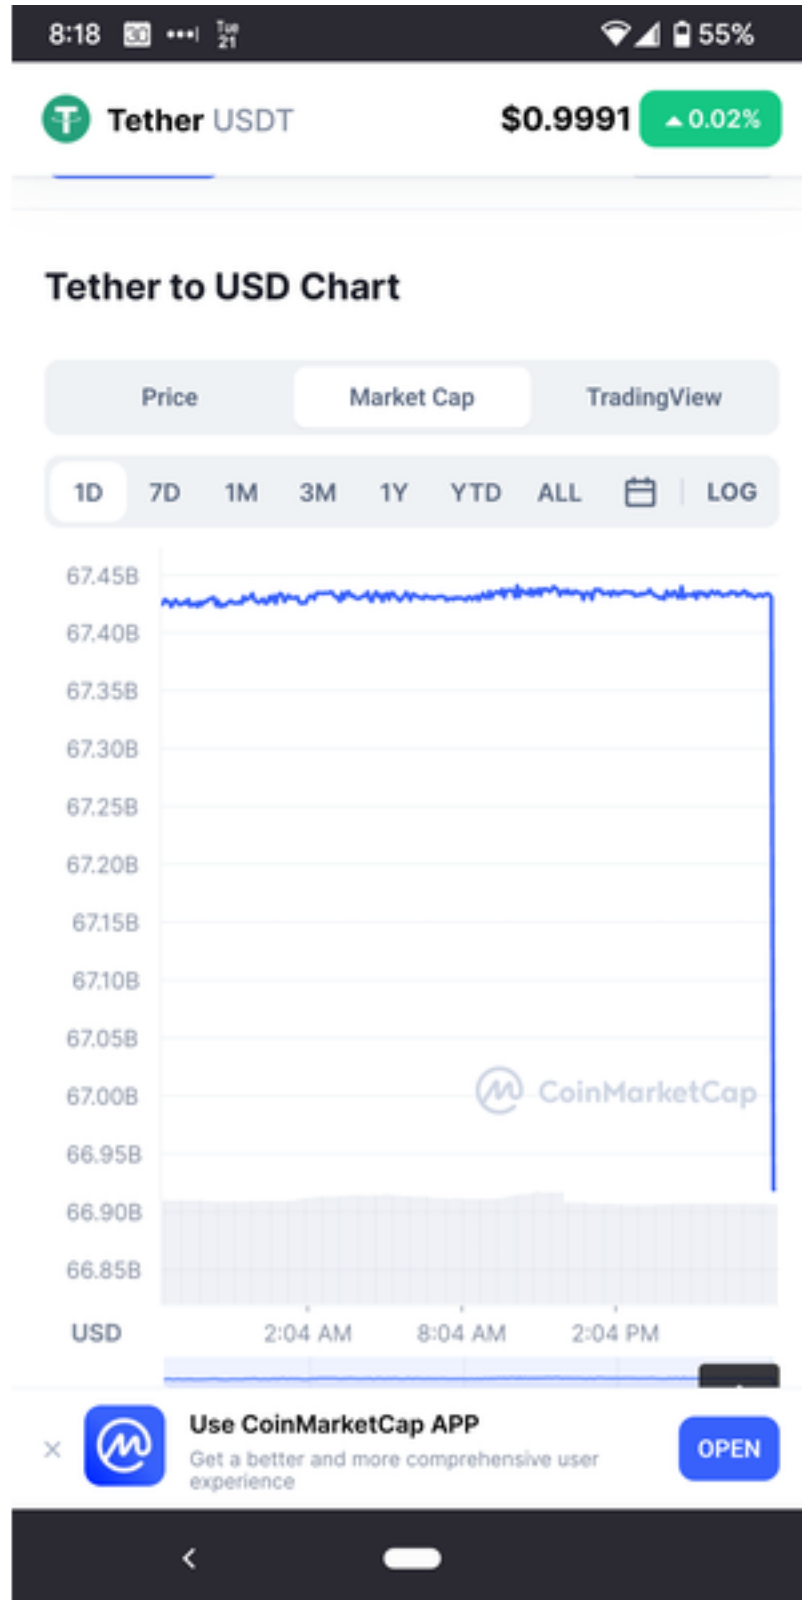 8:18 30 Tue 21 55%
Tether USDT $0.9991 0.02%
Tether to USD Chart
Price Market Cap TradingView
1D 7D 1M 3M 1Y YTD ALL LOG
67.45B
67.40B
67.35B
67.30B
67.25B
67.20B
67.15B
67.10B
67.05B
67.00B
CoinMarketCap
66.95B
66.90B
66.85B
USD 2:04 AM 8:04 AM 2:04 PM
Use CoinMarketCap APP
Get a better and more comprehensive user
experience
OPEN